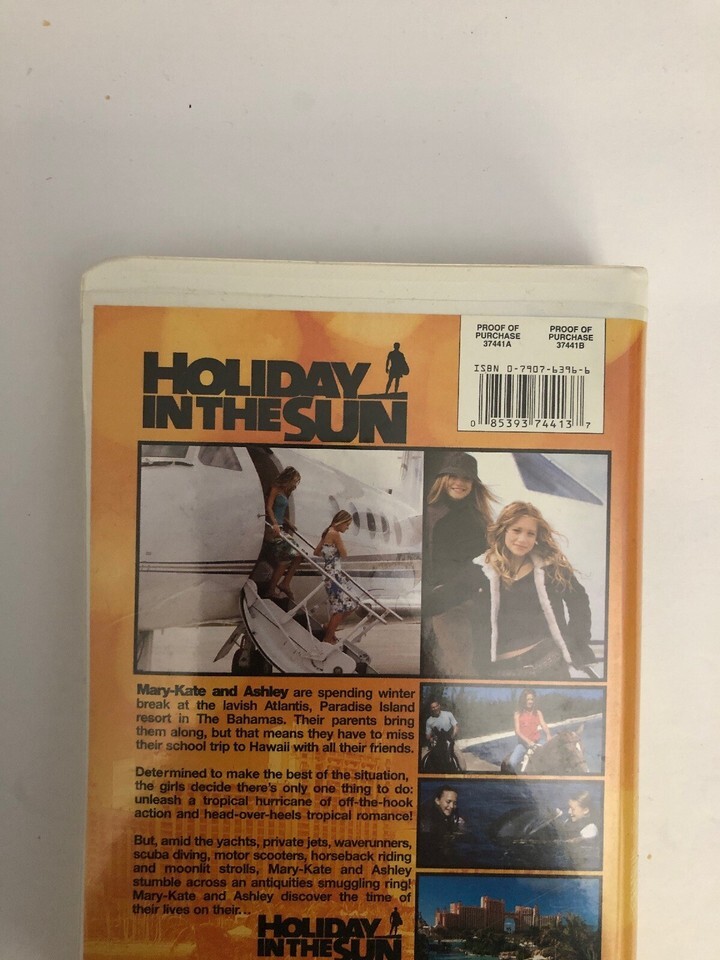 PROOF OF PURCHASE 37441A
PROOF OF PURCHASE 37441B
ISBN 0-7907-6396-6
0 85393 74413 7
HOLIDAY
IN THE SUN
Mary-Kate and Ashley are spending winter
break at the lavish Atlantis, Paradise Island
resort in The Bahamas. Their parents bring
them along, but that means they have to miss
their school trip to Hawaii with all their friends.
Determined to make the best of the situation,
the girls decide there's only one thing to do:
unleash a tropical hurricane of off-the-hook
action and head-over-heels tropical romance!
But, amid the yachts, private jets, waverunners,
scuba diving, motor scooters, horseback riding
and moonlit strolls, Mary-Kate and Ashley
stumble across an antiquities smuggling ring!
Mary-Kate and Ashley discover the time of
their lives on their...
HOLIDAY
IN THE SUN